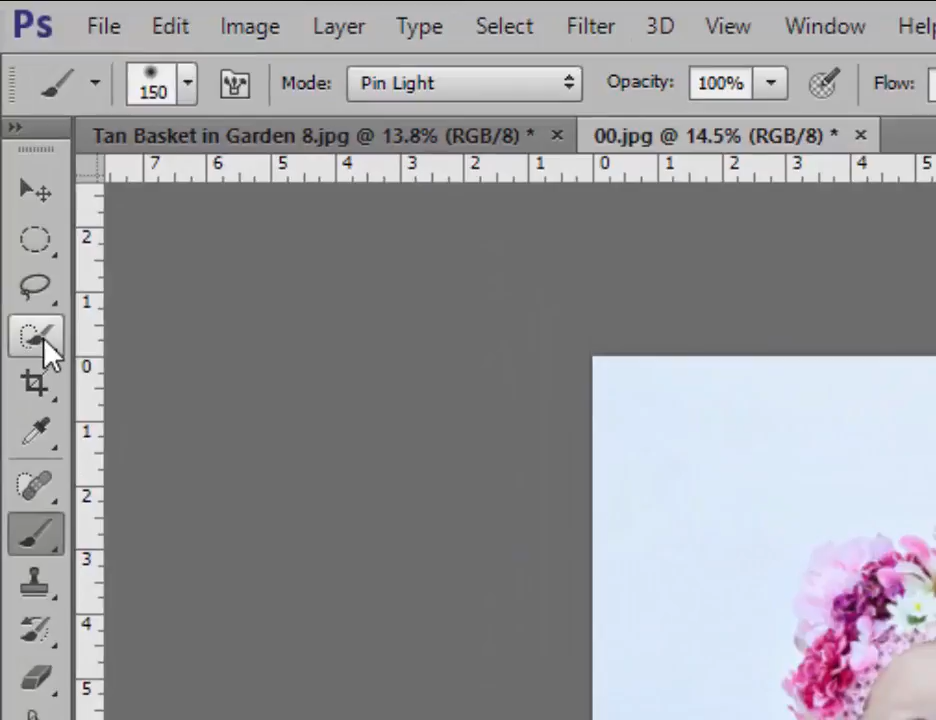 Ps File Edit Image Layer Type Select Filter 3D View Window Help
150 Mode: Pin Light Opacity: 100% Flow:
Tan Basket in Garden 8.jpg @ 13.8% (RGB/8) * × 00.jpg @ 14.5% (RGB/8) * ×
7 6 5 4 3 2 1 0 1 2 3 4 5
2
1
0
1
2
3
4
5